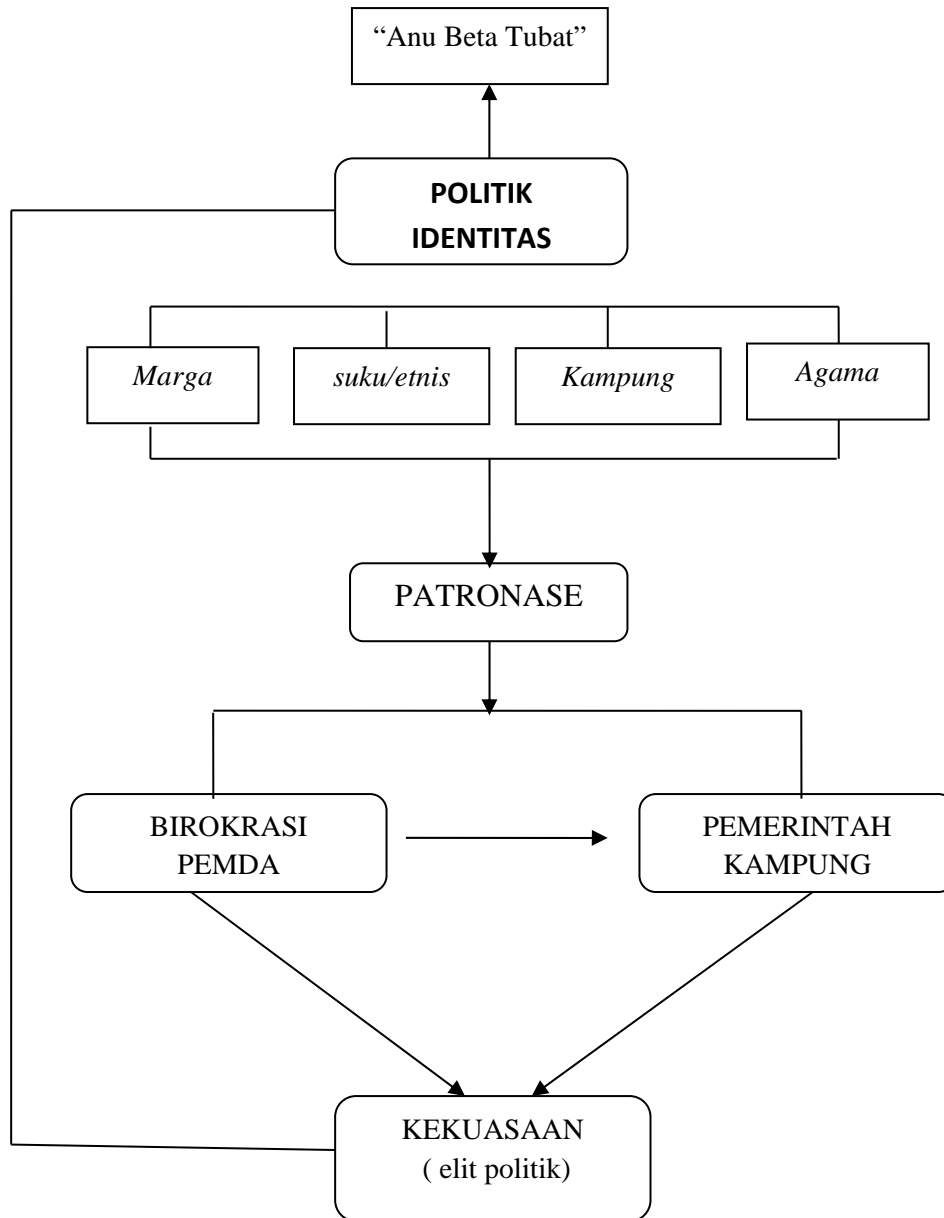 “Anu Beta Tubat”
POLITIK
IDENTITAS
Marga
suku/etnis
Kampung
Agama
PATRONASE
BIROKRASI
PEMDA
PEMERINTAH
KAMPUNG
KEKUASAAN
( elit politik)